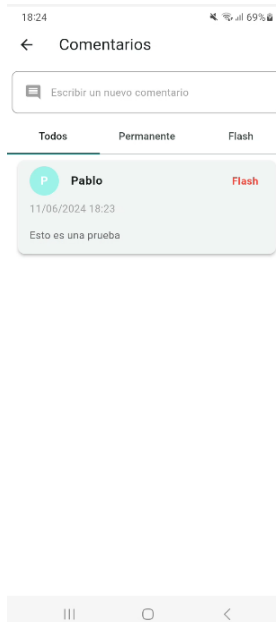 18:24 69%
Comentarios
Escribir un nuevo comentario
Todos Permanente Flash
P Pablo Flash
11/06/2024 18:23
Esto es una prueba